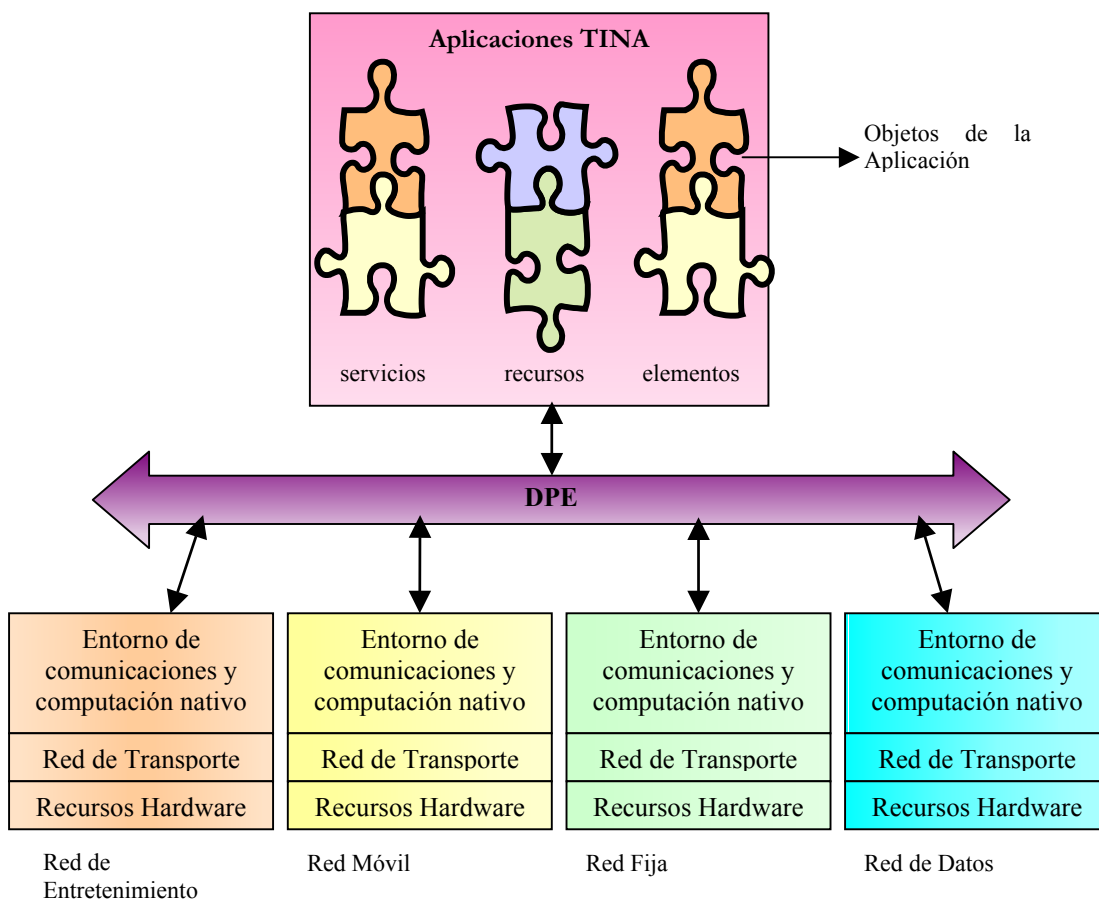 Aplicaciones TINA
Objetos de la
Aplicación
servicios
recursos
elementos
DPE
Entorno de
comunicaciones y
computación nativo
Red de Transporte
Recursos Hardware
Entorno de
comunicaciones y
computación nativo
Red de Transporte
Recursos Hardware
Entorno de
comunicaciones y
computación nativo
Red de Transporte
Recursos Hardware
Entorno de
comunicaciones y
computación nativo
Red de Transporte
Recursos Hardware
Red de
Entretenimiento
Red Móvil
Red Fija
Red de Datos